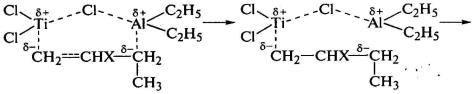 δ+ δ+ δ+ δ+
Cl Cl C₂H₅ Cl Cl C₂H₅
Ti Al Ti Al
Cl C₂H₅ Cl C₂H₅
δ− δ− δ− δ−
CH₂==CHX—CH CH₂—CHX—CH₂
CH₃ CH₃